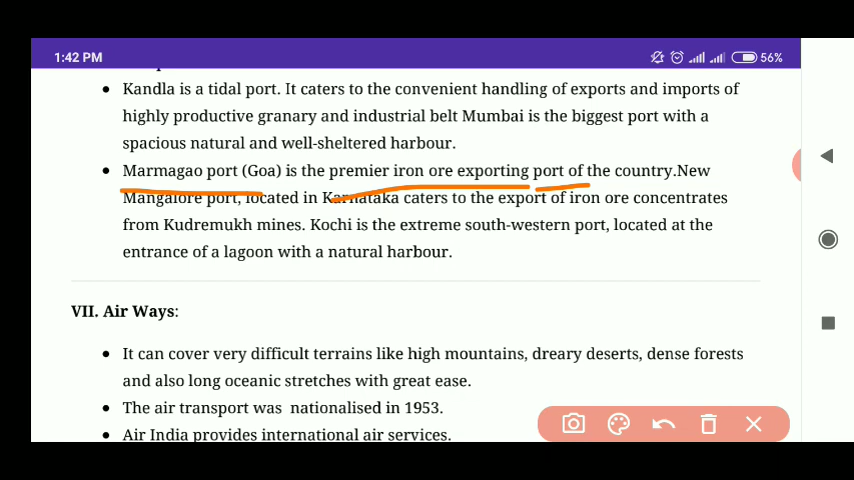 1:42 PM
56%
Kandla is a tidal port. It caters to the convenient handling of exports and imports of
highly productive granary and industrial belt Mumbai is the biggest port with a
spacious natural and well-sheltered harbour.
Marmagao port (Goa) is the premier iron ore exporting port of the country.New
Mangalore port, located in Karnataka caters to the export of iron ore concentrates
from Kudremukh mines. Kochi is the extreme south-western port, located at the
entrance of a lagoon with a natural harbour.
VII. Air Ways:
It can cover very difficult terrains like high mountains, dreary deserts, dense forests
and also long oceanic stretches with great ease.
The air transport was nationalised in 1953.
Air India provides international air services.